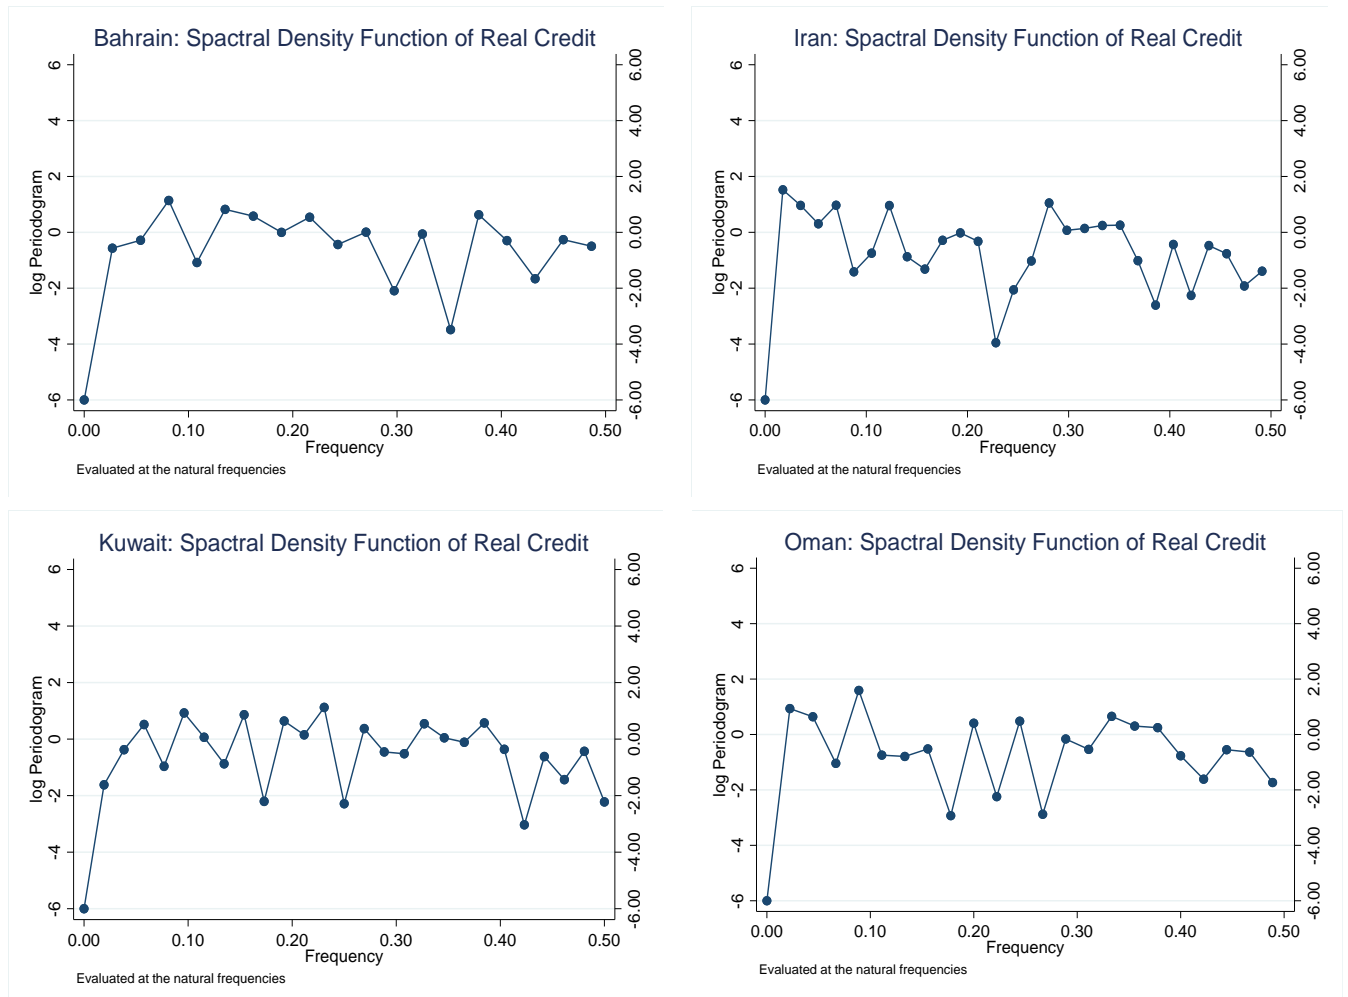 Bahrain: Spactral Density Function of Real Credit
log Periodogram
6
4
2
0
-2
-4
-6
6.00
4.00
2.00
0.00
-2.00
-4.00
-6.00
0.00 0.10 0.20 0.30 0.40 0.50
Frequency
Evaluated at the natural frequencies
Iran: Spactral Density Function of Real Credit
log Periodogram
6
4
2
0
-2
-4
-6
6.00
4.00
2.00
0.00
-2.00
-4.00
-6.00
0.00 0.10 0.20 0.30 0.40 0.50
Frequency
Evaluated at the natural frequencies
Kuwait: Spactral Density Function of Real Credit
log Periodogram
6
4
2
0
-2
-4
-6
6.00
4.00
2.00
0.00
-2.00
-4.00
-6.00
0.00 0.10 0.20 0.30 0.40 0.50
Frequency
Evaluated at the natural frequencies
Oman: Spactral Density Function of Real Credit
log Periodogram
6
4
2
0
-2
-4
-6
6.00
4.00
2.00
0.00
-2.00
-4.00
-6.00
0.00 0.10 0.20 0.30 0.40 0.50
Frequency
Evaluated at the natural frequencies